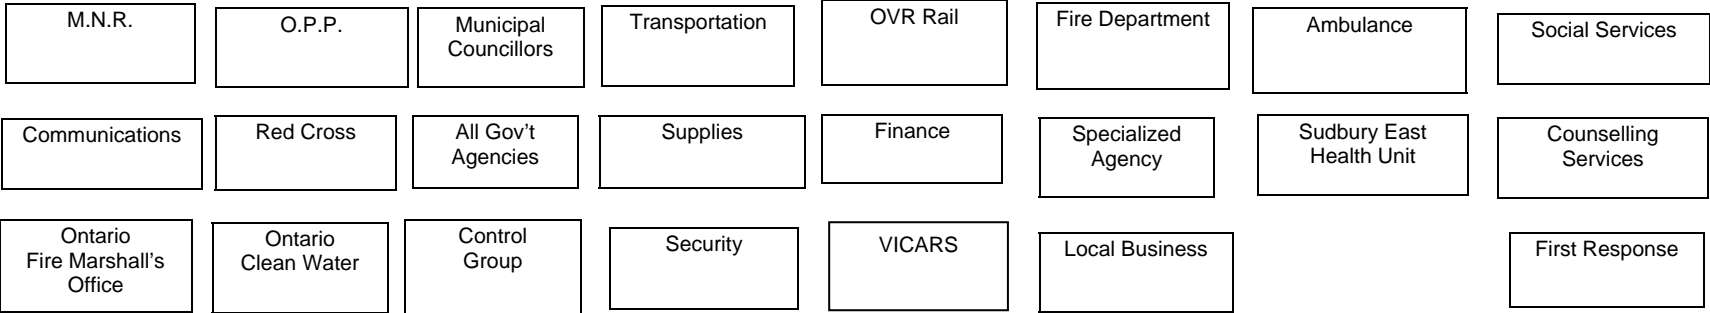 M.N.R.
O.P.P.
Municipal
Councillors
Transportation
OVR Rail
Fire Department
Ambulance
Social Services
Communications
Red Cross
All Gov't
Agencies
Supplies
Finance
Specialized
Agency
Sudbury East
Health Unit
Counselling
Services
Ontario
Fire Marshall's
Office
Ontario
Clean Water
Control
Group
Security
VICARS
Local Business
First Response